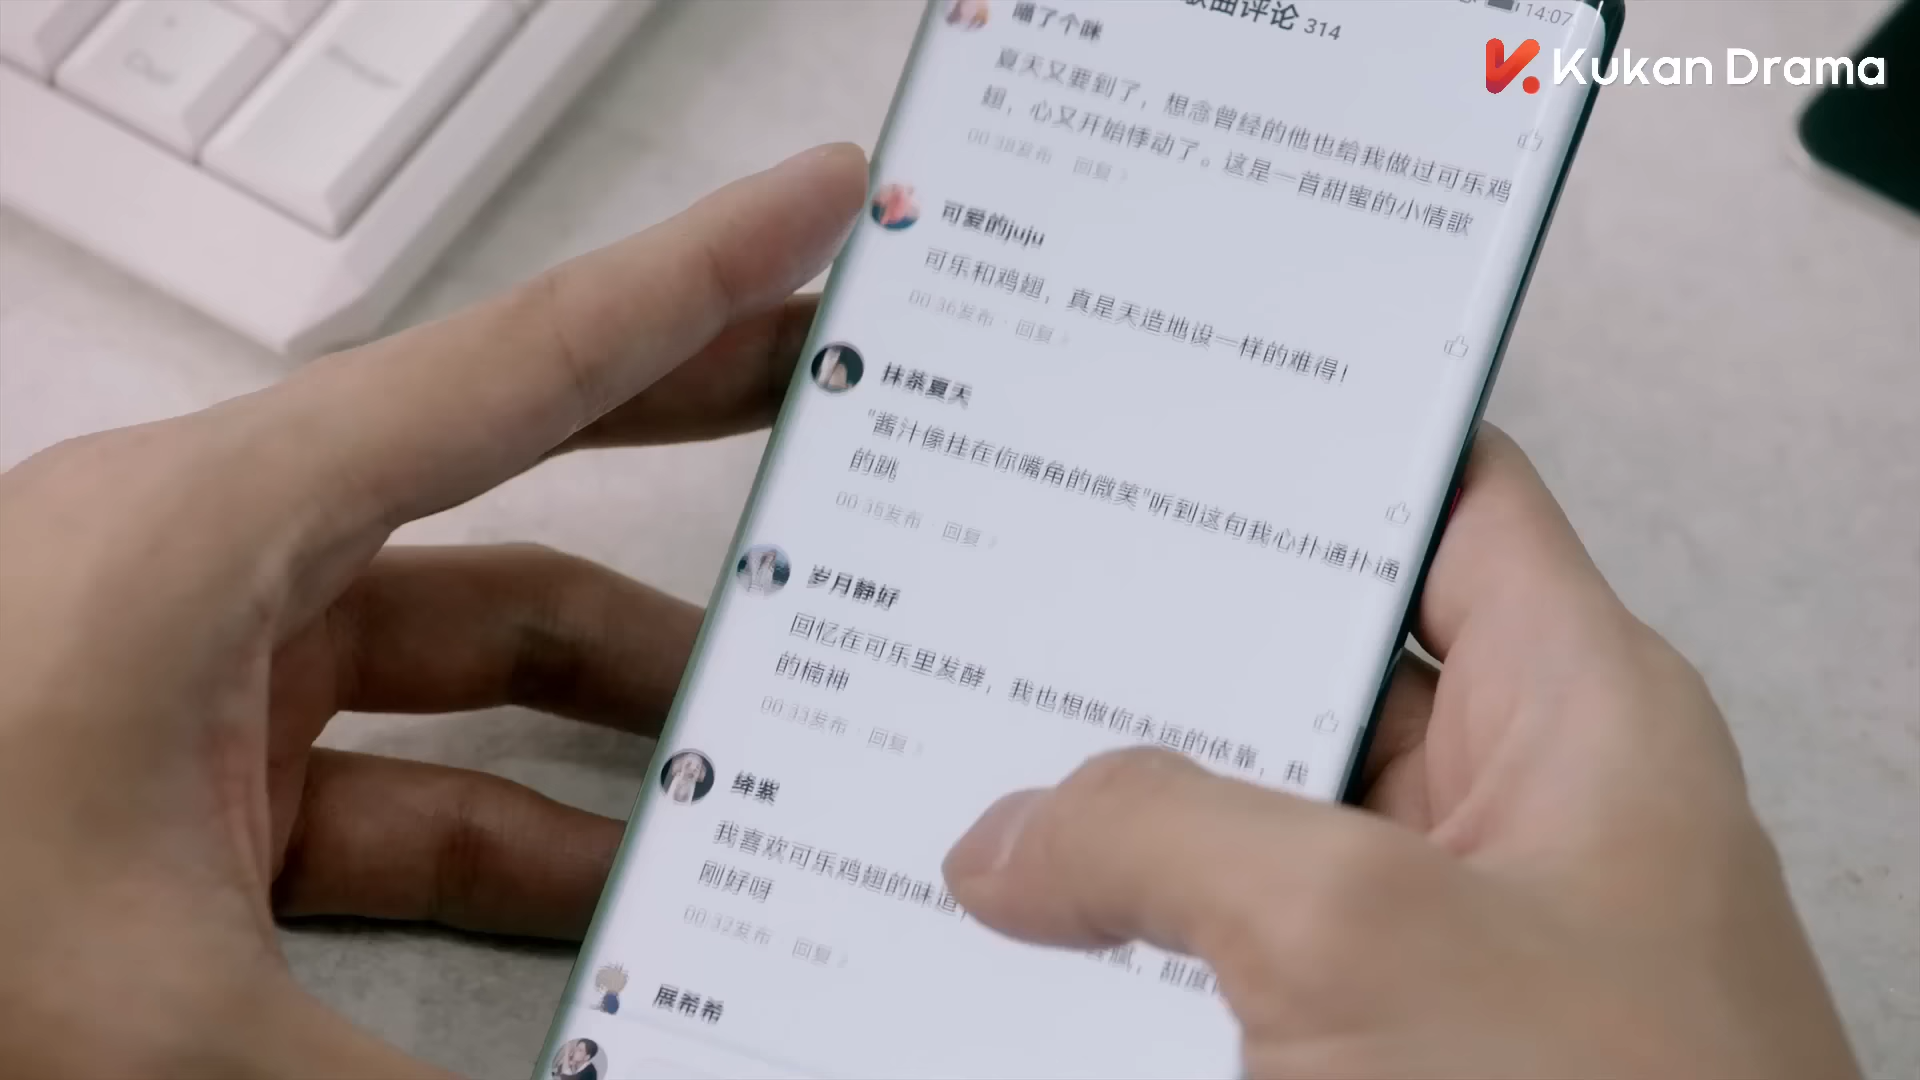 歌曲评论 314
14:07
Kukan Drama
喵了个咪
夏天又要到了，想念曾经的他也给我做过可乐鸡
翅，心又开始悸动了。这是一首甜蜜的小情歌
00:38发布 回复
可爱的juju
可乐和鸡翅，真是天造地设一样的难得！
00:36发布 · 回复
抹茶夏天
"酱汁像挂在你嘴角的微笑"听到这句我心扑通扑通
的跳
00:36发布 · 回复
岁月静好
回忆在可乐里发酵，我也想做你永远的依靠，我
的楠神
00:33发布 · 回复
绛紫
我喜欢可乐鸡翅的味道
腻，甜度
刚好呀
00:32发布 回复
展希希